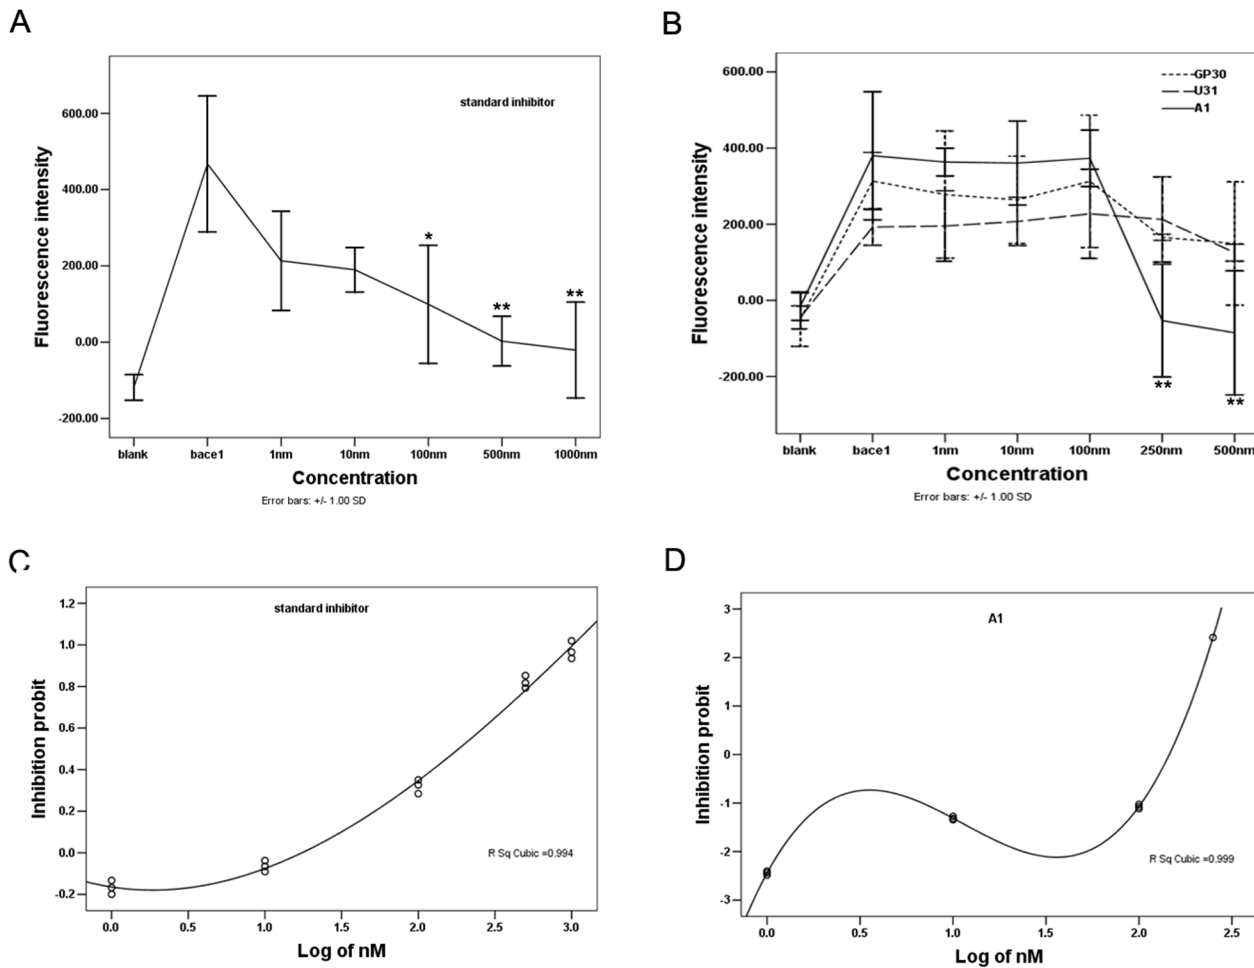 A
600.00
400.00
200.00
0.00
-200.00
Fluorescence intensity
standard inhibitor
*
**
**
blank bace1 1nm 10nm 100nm 500nm 1000nm
Concentration
Error bars: +/- 1.00 SD
B
600.00
400.00
200.00
0.00
-200.00
Fluorescence intensity
GP30
U31
A1
**
**
blank bace1 1nm 10nm 100nm 250nm 500nm
Concentration
Error bars: +/- 1.00 SD
C
1.2
1.0
0.8
0.6
0.4
0.2
0.0
-0.2
Inhibition probit
standard inhibitor
R Sq Cubic =0.994
0.0 0.5 1.0 1.5 2.0 2.5 3.0
Log of nM
D
3
2
1
0
-1
-2
-3
Inhibition probit
A1
R Sq Cubic =0.999
0.0 0.5 1.0 1.5 2.0 2.5
Log of nM